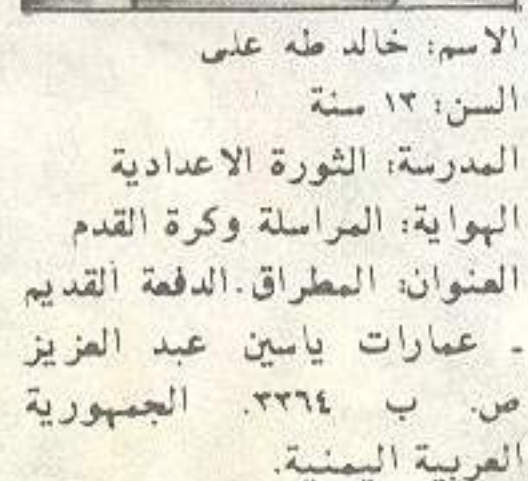 الاسم: خالد طه على
السن: ١٣ سنة
المدرسة: الثورة الاعدادية
الهواية: المراسلة وكرة القدم
العنوان: المطراق. الدفعة القديم
ـ عمارات ياسين عبد العزيز
ص. ب ٣٣٦٤. الجمهورية
العربية اليمنية.